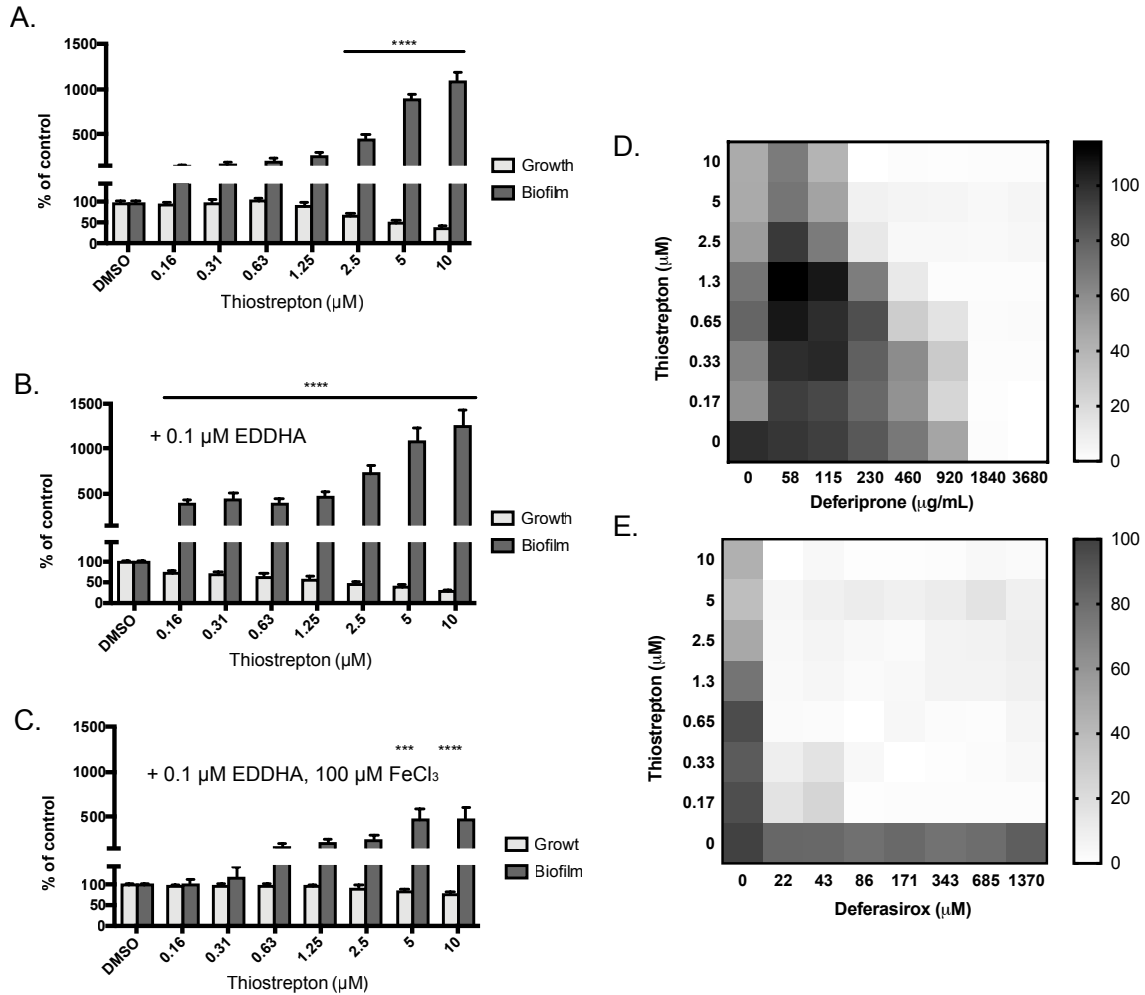 A.
1500
1000
500
100
50
0
% of control
****
Growth
Biofilm
DMSO 0.16 0.31 0.63 1.25 2.5 5 10
Thiostrepton (µM)
B.
1500
1000
500
100
50
0
% of control
****
+ 0.1 µM EDDHA
Growth
Biofilm
DMSO 0.16 0.31 0.63 1.25 2.5 5 10
Thiostrepton (µM)
C.
1500
1000
500
100
50
0
% of control
*** ****
+ 0.1 µM EDDHA, 100 µM FeCl₃
Growt
Biofilm
DMSO 0.16 0.31 0.63 1.25 2.5 5 10
Thiostrepton (µM)
D.
Thiostrepton (µM)
10
5
2.5
1.3
0.65
0.33
0.17
0
0 58 115 230 460 920 1840 3680
Deferiprone (µg/mL)
100
80
60
40
20
0
E.
Thiostrepton (µM)
10
5
2.5
1.3
0.65
0.33
0.17
0
0 22 43 86 171 343 685 1370
Deferasirox (µM)
100
80
60
40
20
0